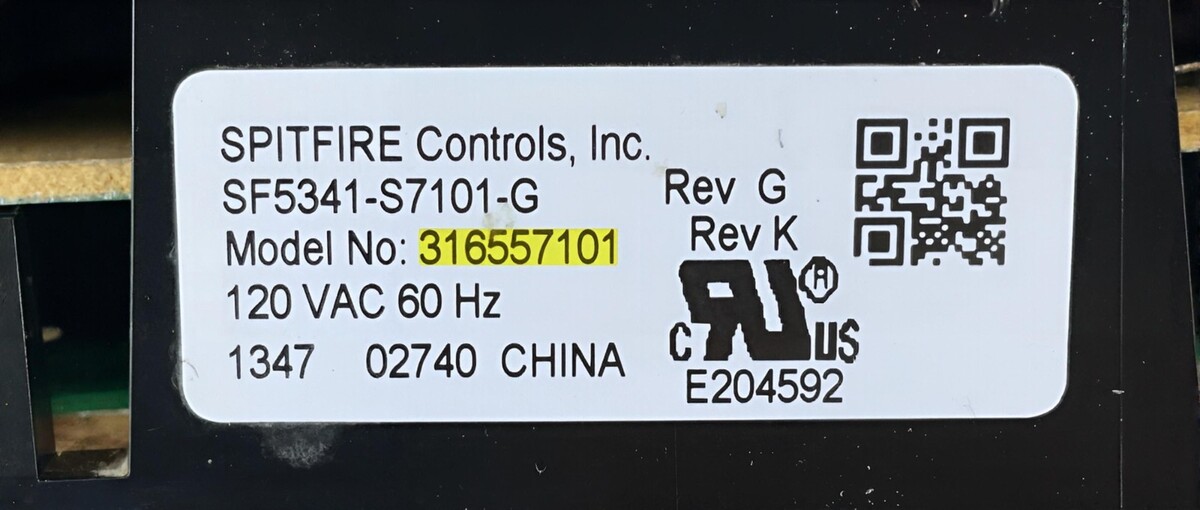 SPITFIRE Controls, Inc.
SF5341-S7101-G Rev G
Model No: 316557101 Rev K
120 VAC 60 Hz
1347 02740 CHINA
c RU ® US
E204592